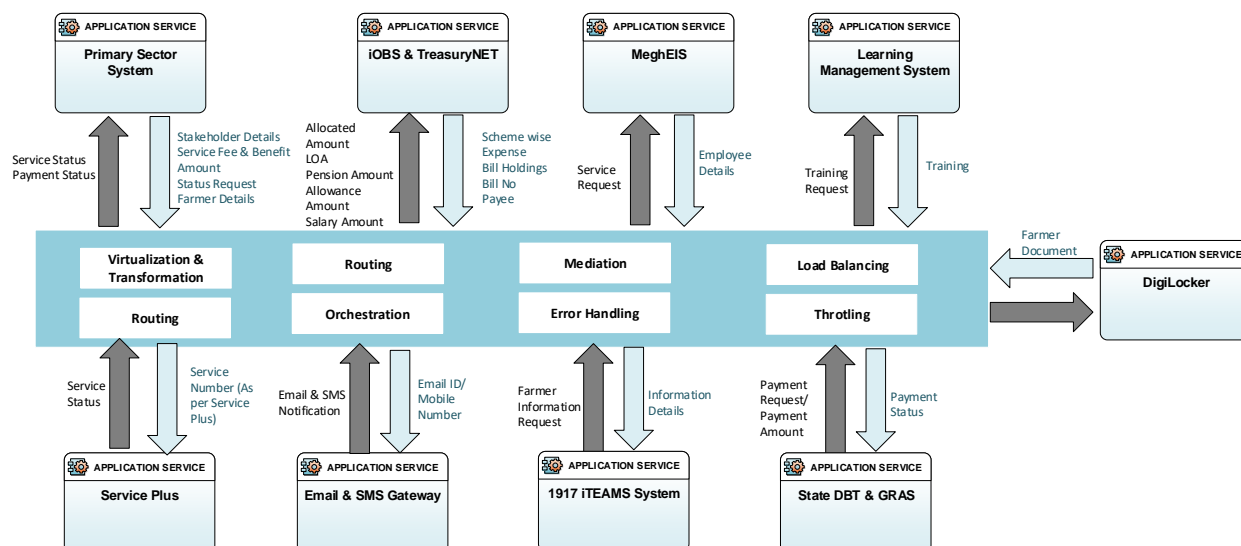 APPLICATION SERVICE
Primary Sector
System
APPLICATION SERVICE
iOBS & TreasuryNET
APPLICATION SERVICE
MeghEIS
APPLICATION SERVICE
Learning
Management System
Service Status
Payment Status
Stakeholder Details
Service Fee & Benefit
Amount
Status Request
Farmer Details
Allocated
Amount
LOA
Pension Amount
Allowance
Amount
Salary Amount
Scheme wise
Expense
Bill Holdings
Bill No
Payee
Service
Request
Employee
Details
Training
Request
Training
Farmer
Document
APPLICATION SERVICE
DigiLocker
Virtualization &
Transformation
Routing
Mediation
Load Balancing
Routing
Orchestration
Error Handling
Throtling
Service
Status
Service
Number (As
per Service
Plus)
Email & SMS
Notification
Email ID/
Mobile
Number
Farmer
Information
Request
Information
Details
Payment
Request/
Payment
Amount
Payment
Status
APPLICATION SERVICE
Service Plus
APPLICATION SERVICE
Email & SMS Gateway
APPLICATION SERVICE
1917 iTEAMS System
APPLICATION SERVICE
State DBT & GRAS